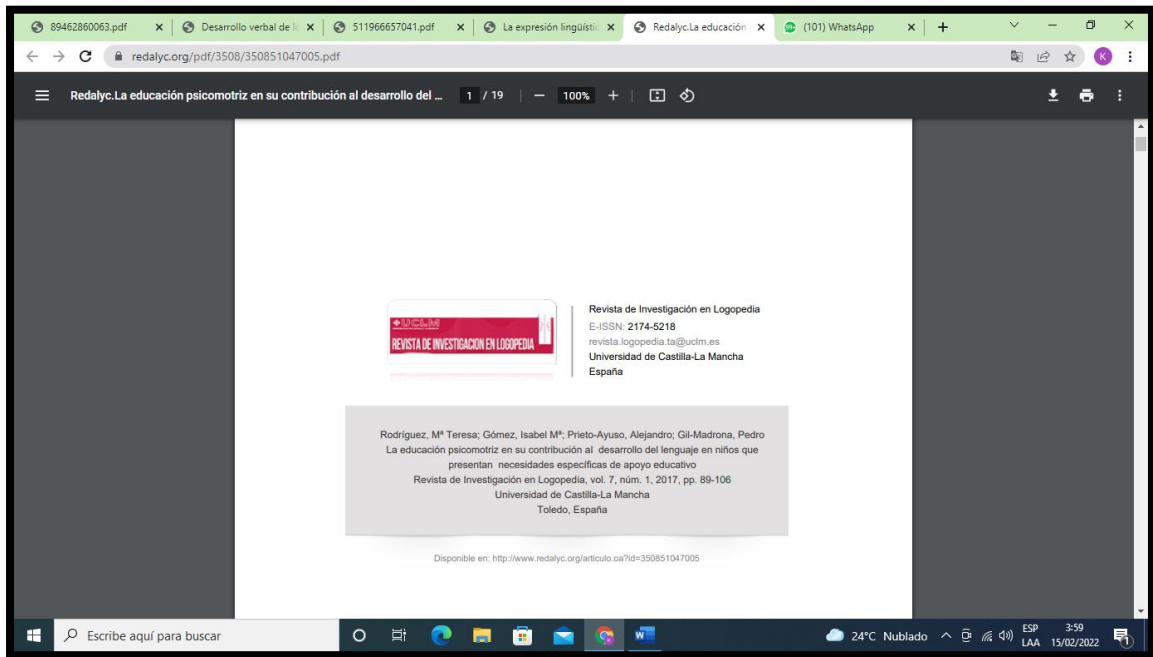 89462860063.pdf
Desarrollo verbal de lo
511966657041.pdf
La expresión lingüístic
Redalyc.La educación
(101) WhatsApp
redalyc.org/pdf/3508/350851047005.pdf
K
Redalyc.La educación psicomotriz en su contribución al desarrollo del ...
1 / 19
100%
UCLM
REVISTA DE INVESTIGACION EN LOGOPEDIA
Revista de Investigación en Logopedia
E-ISSN: 2174-5218
revista.logopedia.ta@uclm.es
Universidad de Castilla-La Mancha
España
Rodríguez, Mª Teresa; Gómez, Isabel Mª; Prieto-Ayuso, Alejandro; Gil-Madrona, Pedro
La educación psicomotriz en su contribución al desarrollo del lenguaje en niños que
presentan necesidades específicas de apoyo educativo
Revista de Investigación en Logopedia, vol. 7, núm. 1, 2017, pp. 89-106
Universidad de Castilla-La Mancha
Toledo, España
Disponible en: http://www.redalyc.org/articulo.oa?id=350851047005
Escribe aquí para buscar
24°C Nublado
ESP
LAA
3:59
15/02/2022
1